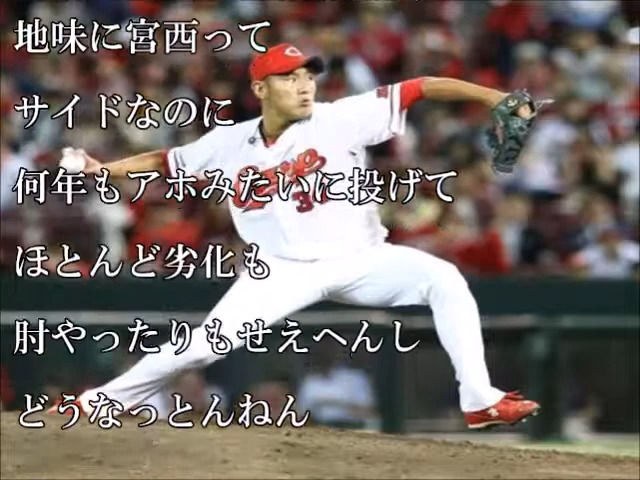 地味に宮西って
サイドなのに
何年もアホみたいに投げて
ほとんど劣化も
肘やったりもせえへんし
どうなっとんねん
Carp